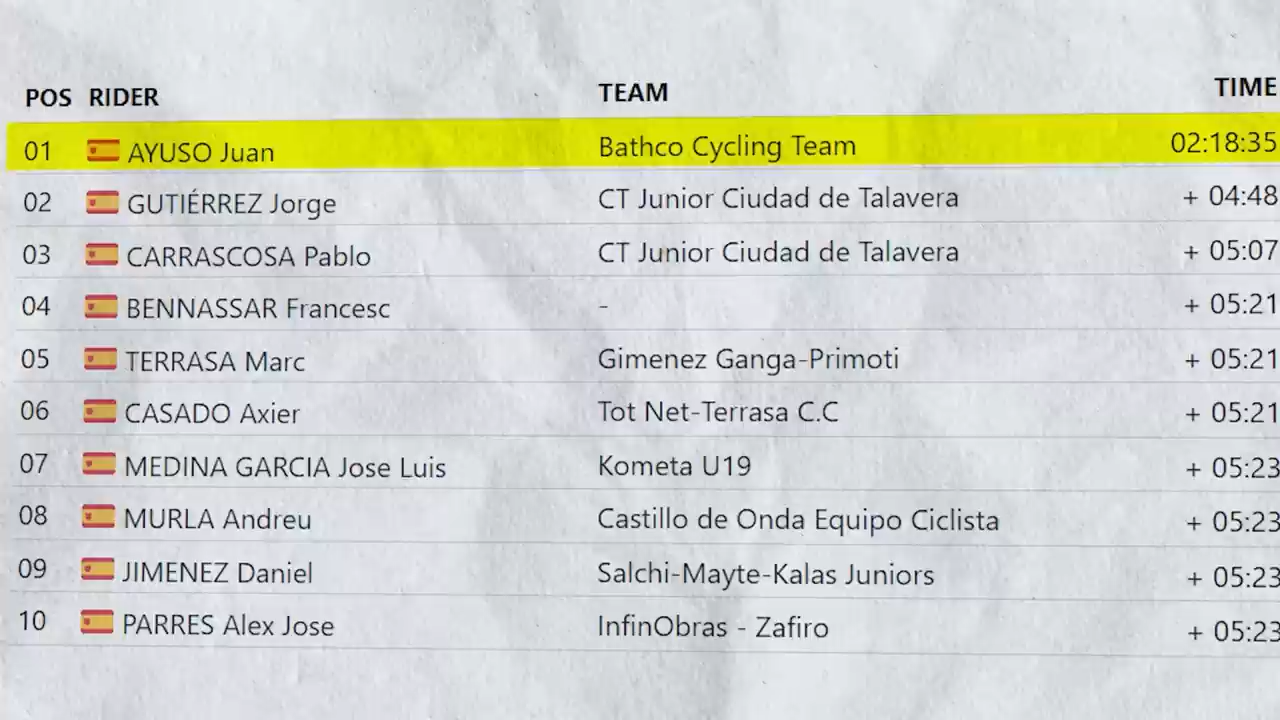 POS RIDER TEAM TIME
01 AYUSO Juan Bathco Cycling Team 02:18:35
02 GUTIÉRREZ Jorge CT Junior Ciudad de Talavera + 04:48
03 CARRASCOSA Pablo CT Junior Ciudad de Talavera + 05:07
04 BENNASSAR Francesc - + 05:21
05 TERRASA Marc Gimenez Ganga-Primoti + 05:21
06 CASADO Axier Tot Net-Terrasa C.C + 05:21
07 MEDINA GARCIA Jose Luis Kometa U19 + 05:23
08 MURLA Andreu Castillo de Onda Equipo Ciclista + 05:23
09 JIMENEZ Daniel Salchi-Mayte-Kalas Juniors + 05:23
10 PARRES Alex Jose InfinObras - Zafiro + 05:23